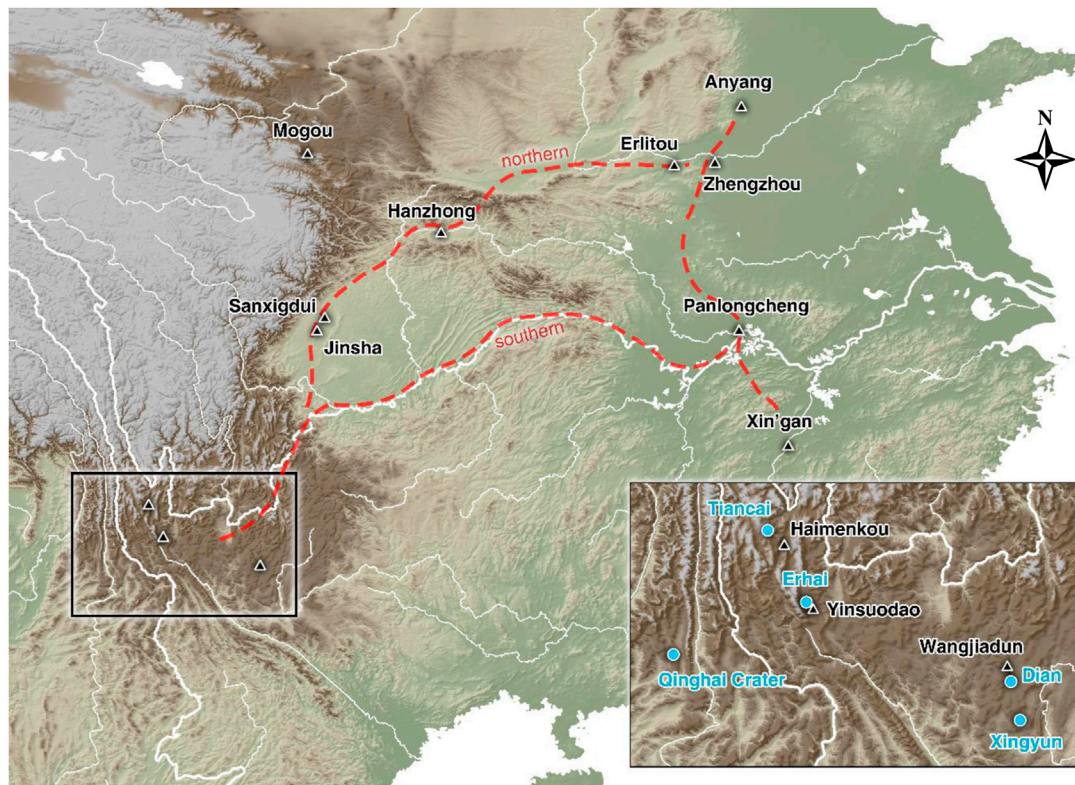 Anyang
N
Mogou
Erlitou
northern
Zhengzhou
Hanzhong
Sanxigdui
Panlongcheng
southern
Jinsha
Xin'gan
Tiancai
Haimenkou
Erhai
Yinsuodao
Wangjiadun
Qinghai Crater
Dian
Xingyun